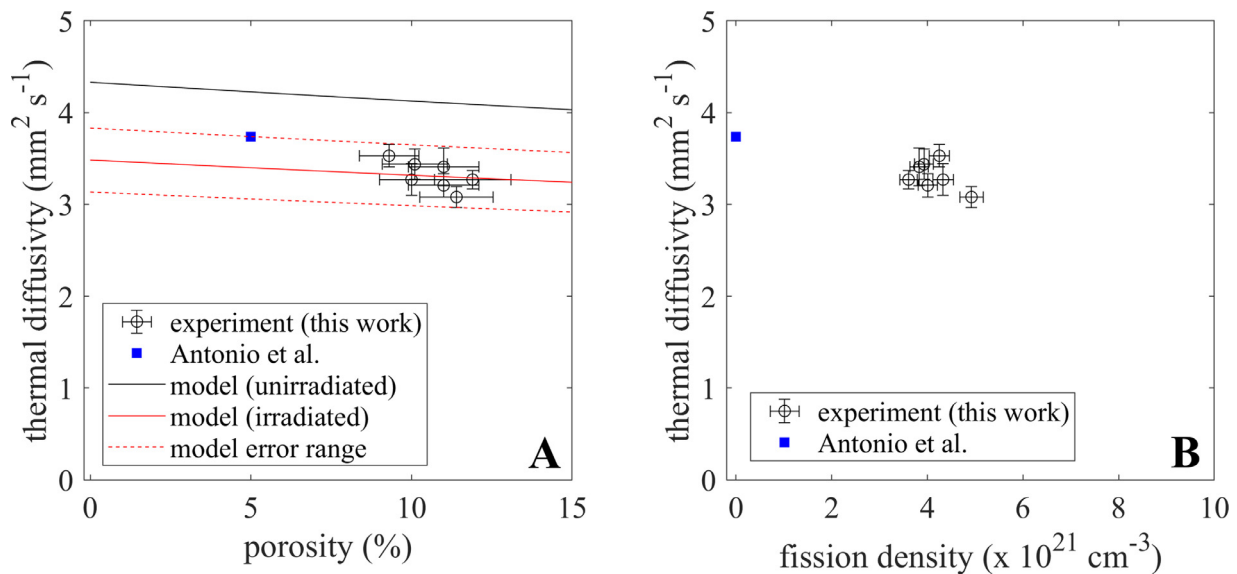 5
4
3
2
1
0
thermal diffusivty (mm² s⁻¹)
experiment (this work)
Antonio et al.
model (unirradiated)
model (irradiated)
model error range
A
0 5 10 15
porosity (%)
5
4
3
2
1
0
thermal diffusivty (mm² s⁻¹)
experiment (this work)
Antonio et al.
B
0 2 4 6 8 10
fission density (x 10²¹ cm⁻³)